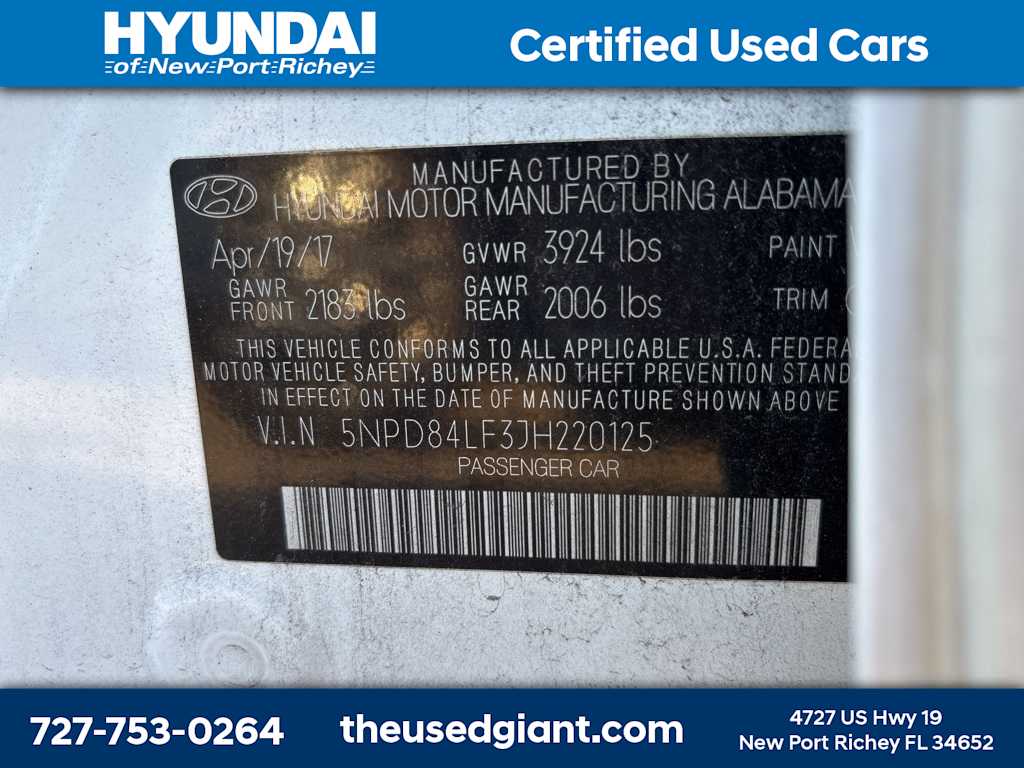 HYUNDAI
of New Port Richey
Certified Used Cars
MANUFACTURED BY
HYUNDAI MOTOR MANUFACTURING ALABAMA
Apr/19/17 GVWR 3924 lbs PAINT
GAWR FRONT 2183 lbs GAWR REAR 2006 lbs TRIM
THIS VEHICLE CONFORMS TO ALL APPLICABLE U.S.A. FEDERA
MOTOR VEHICLE SAFETY, BUMPER, AND THEFT PREVENTION STAND
IN EFFECT ON THE DATE OF MANUFACTURE SHOWN ABOVE
V.I.N 5NPD84LF3JH220125
PASSENGER CAR
727-753-0264
theusedgiant.com
4727 US Hwy 19
New Port Richey FL 34652